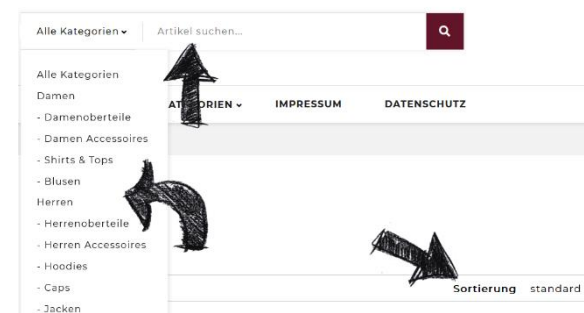 Alle Kategorien Artikel suchen...
Alle Kategorien
Damen
- Damenoberteile
- Damen Accessoires
- Shirts & Tops
- Blusen
Herren
- Herrenoberteile
- Herren Accessoires
- Hoodies
- Caps
- Jacken
IMPRESSUM DATENSCHUTZ
Sortierung standard